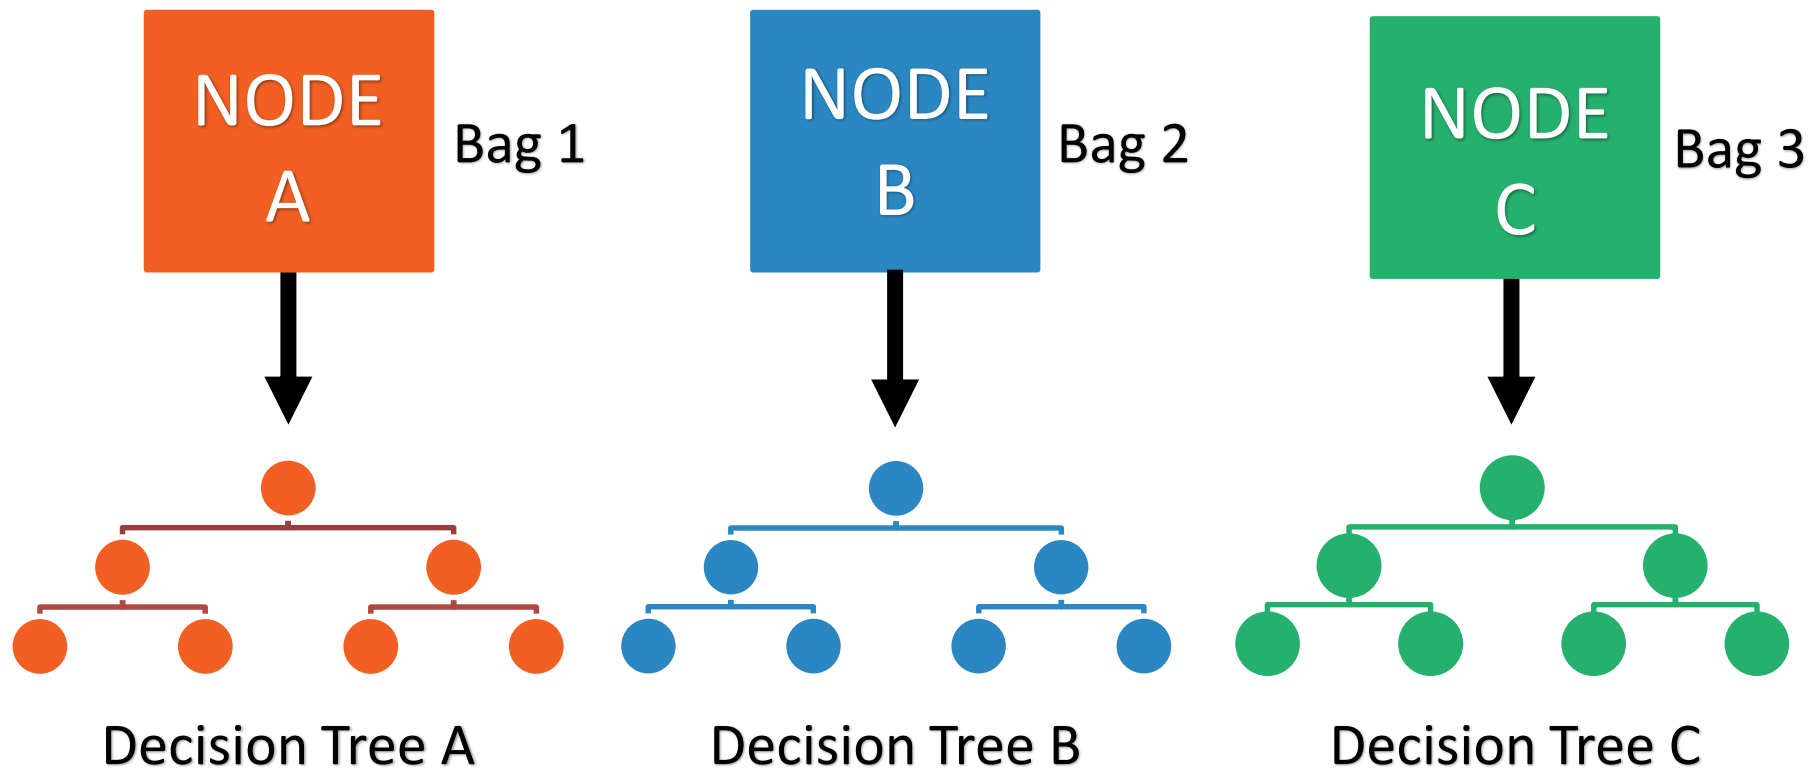 NODE
A
Bag 1
NODE
B
Bag 2
NODE
C
Bag 3
Decision Tree A
Decision Tree B
Decision Tree C